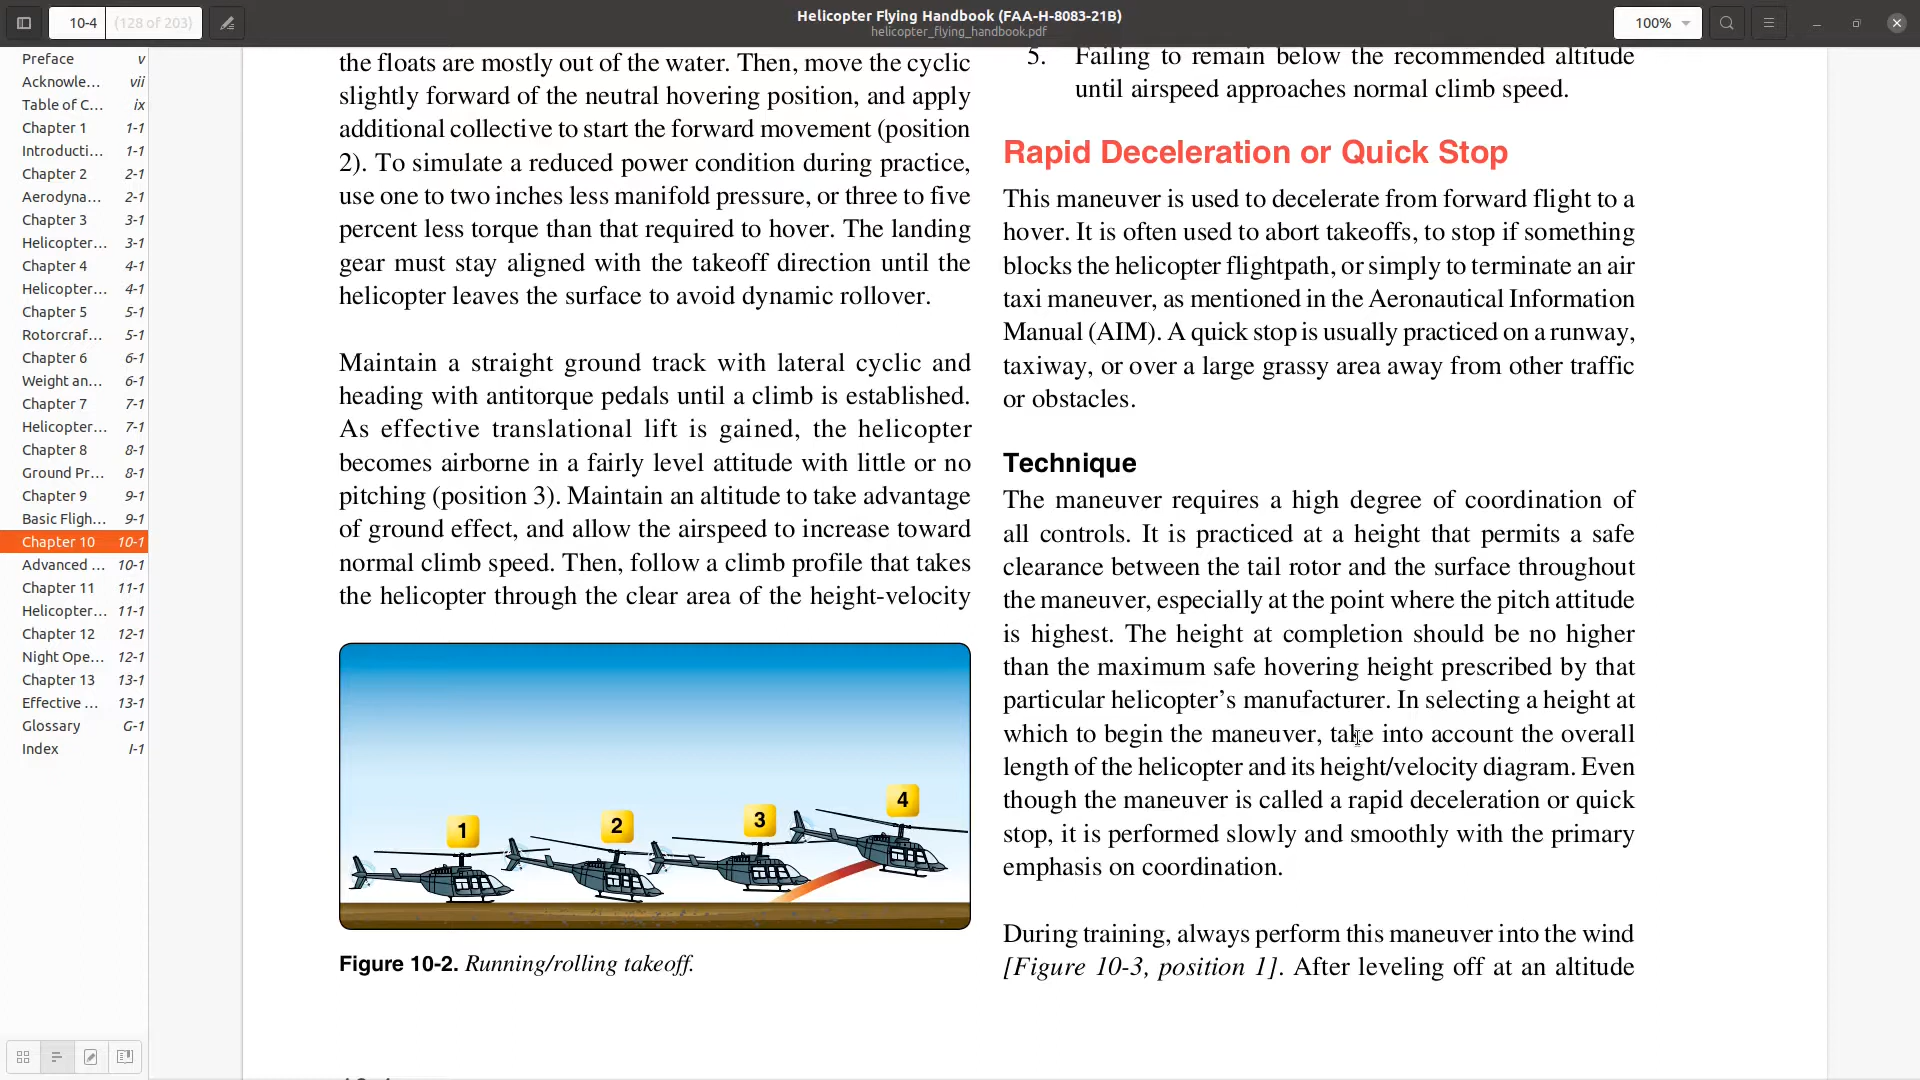 10-4 (128 of 203)
Helicopter Flying Handbook (FAA-H-8083-21B)
helicopter_flying_handbook.pdf
100%
Preface v
Acknowle… vii
Table of C… ix
Chapter 1 1-1
Introducti… 1-1
Chapter 2 2-1
Aerodyna… 2-1
Chapter 3 3-1
Helicopter… 3-1
Chapter 4 4-1
Helicopter… 4-1
Chapter 5 5-1
Rotorcraf… 5-1
Chapter 6 6-1
Weight an… 6-1
Chapter 7 7-1
Helicopter… 7-1
Chapter 8 8-1
Ground Pr… 8-1
Chapter 9 9-1
Basic Fligh… 9-1
Chapter 10 10-1
Advanced … 10-1
Chapter 11 11-1
Helicopter… 11-1
Chapter 12 12-1
Night Ope… 12-1
Chapter 13 13-1
Effective … 13-1
Glossary G-1
Index I-1
the floats are mostly out of the water. Then, move the cyclic
slightly forward of the neutral hovering position, and apply
additional collective to start the forward movement (position
2). To simulate a reduced power condition during practice,
use one to two inches less manifold pressure, or three to five
percent less torque than that required to hover. The landing
gear must stay aligned with the takeoff direction until the
helicopter leaves the surface to avoid dynamic rollover.
Maintain a straight ground track with lateral cyclic and
heading with antitorque pedals until a climb is established.
As effective translational lift is gained, the helicopter
becomes airborne in a fairly level attitude with little or no
pitching (position 3). Maintain an altitude to take advantage
of ground effect, and allow the airspeed to increase toward
normal climb speed. Then, follow a climb profile that takes
the helicopter through the clear area of the height-velocity
1
2
3
4
Figure 10-2. Running/rolling takeoff.
5. Failing to remain below the recommended altitude
until airspeed approaches normal climb speed.
Rapid Deceleration or Quick Stop
This maneuver is used to decelerate from forward flight to a
hover. It is often used to abort takeoffs, to stop if something
blocks the helicopter flightpath, or simply to terminate an air
taxi maneuver, as mentioned in the Aeronautical Information
Manual (AIM). A quick stop is usually practiced on a runway,
taxiway, or over a large grassy area away from other traffic
or obstacles.
Technique
The maneuver requires a high degree of coordination of
all controls. It is practiced at a height that permits a safe
clearance between the tail rotor and the surface throughout
the maneuver, especially at the point where the pitch attitude
is highest. The height at completion should be no higher
than the maximum safe hovering height prescribed by that
particular helicopter’s manufacturer. In selecting a height at
which to begin the maneuver, take into account the overall
length of the helicopter and its height/velocity diagram. Even
though the maneuver is called a rapid deceleration or quick
stop, it is performed slowly and smoothly with the primary
emphasis on coordination.
During training, always perform this maneuver into the wind
[Figure 10-3, position 1]. After leveling off at an altitude